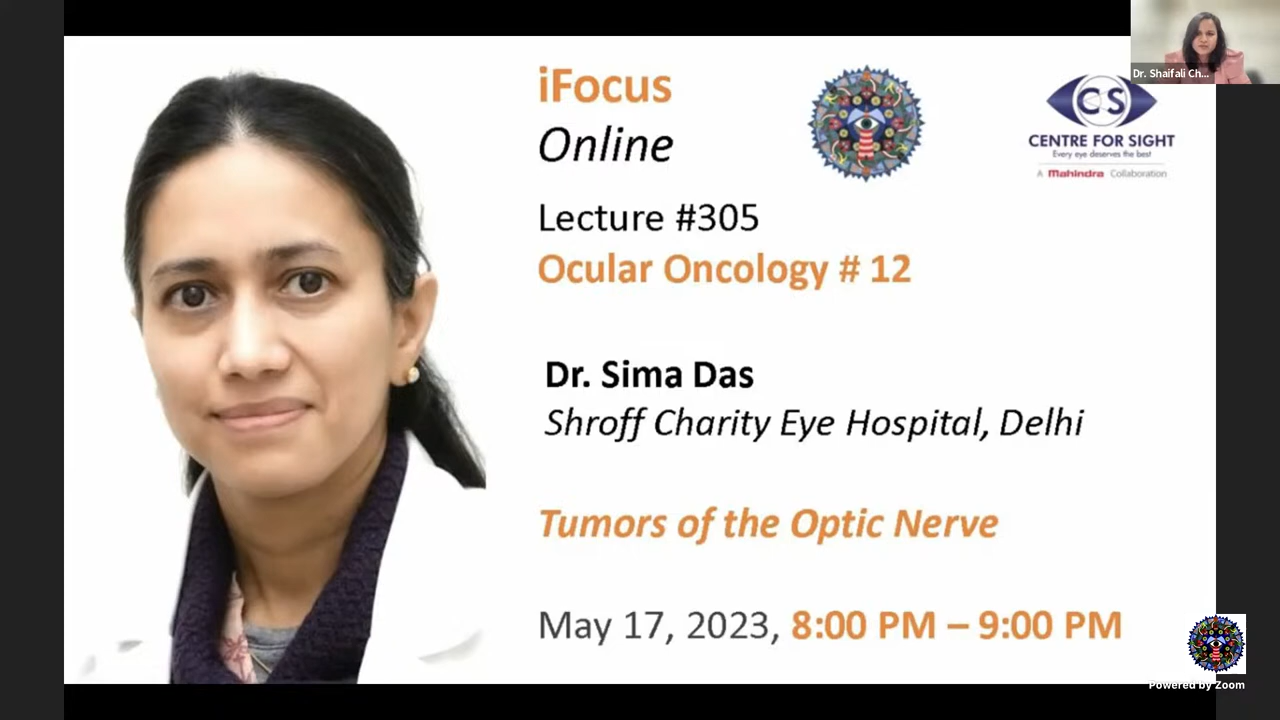 iFocus
Online
CS
CENTRE FOR SIGHT
Every eye deserves the best
A Mahindra Collaboration
Dr. Shaifali Ch...
Lecture #305
Ocular Oncology # 12
Dr. Sima Das
Shroff Charity Eye Hospital, Delhi
Tumors of the Optic Nerve
May 17, 2023, 8:00 PM – 9:00 PM
Powered by Zoom